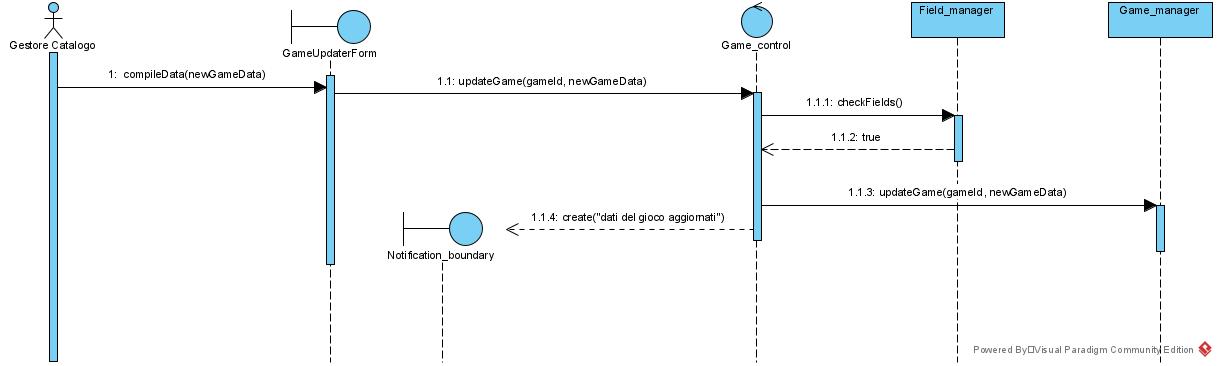 Gestore Catalogo
GameUpdaterForm
Game_control
Field_manager
Game_manager
1: compileData(newGameData)
1.1: updateGame(gameId, newGameData)
1.1.1: checkFields()
1.1.2: true
1.1.3: updateGame(gameId, newGameData)
1.1.4: create("dati del gioco aggiornati")
Notification_boundary
Powered By□Visual Paradigm Community Edition